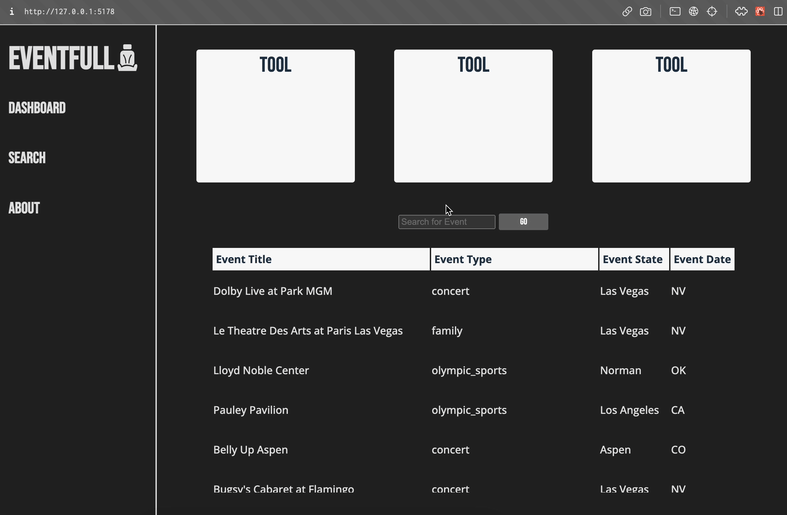 i http://127.0.0.1:5178
EVENTFULL
DASHBOARD
SEARCH
ABOUT
TOOL TOOL TOOL
Search for Event GO
Event Title Event Type Event State Event Date
Dolby Live at Park MGM concert Las Vegas NV
Le Theatre Des Arts at Paris Las Vegas family Las Vegas NV
Lloyd Noble Center olympic_sports Norman OK
Pauley Pavilion olympic_sports Los Angeles CA
Belly Up Aspen concert Aspen CO
Bugsy's Cabaret at Flamingo concert Las Vegas NV